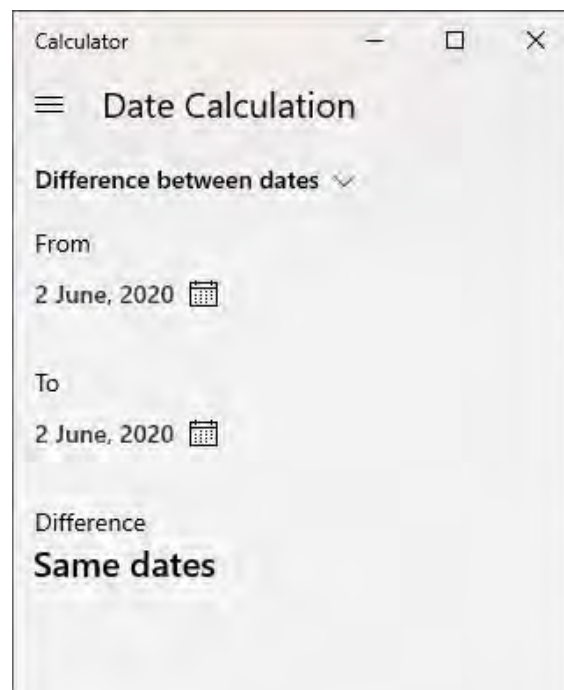 Calculator
Date Calculation
Difference between dates
From
2 June, 2020
To
2 June, 2020
Difference
Same dates